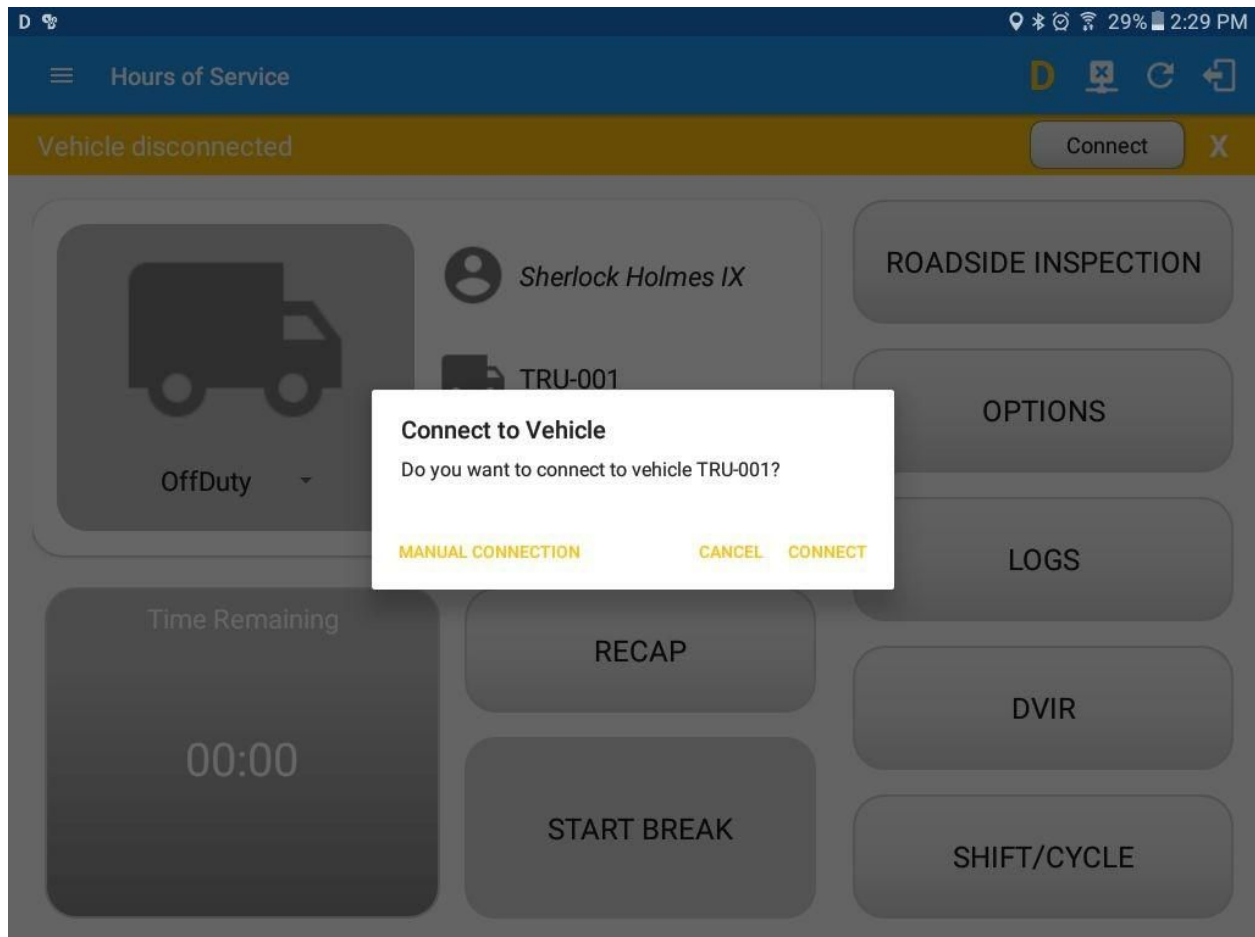 D 29% 2:29 PM
Hours of Service D
Vehicle disconnected Connect X
Sherlock Holmes IX
TRU-001
OffDuty
Connect to Vehicle
Do you want to connect to vehicle TRU-001?
MANUAL CONNECTION CANCEL CONNECT
Time Remaining
00:00
RECAP
START BREAK
ROADSIDE INSPECTION
OPTIONS
LOGS
DVIR
SHIFT/CYCLE